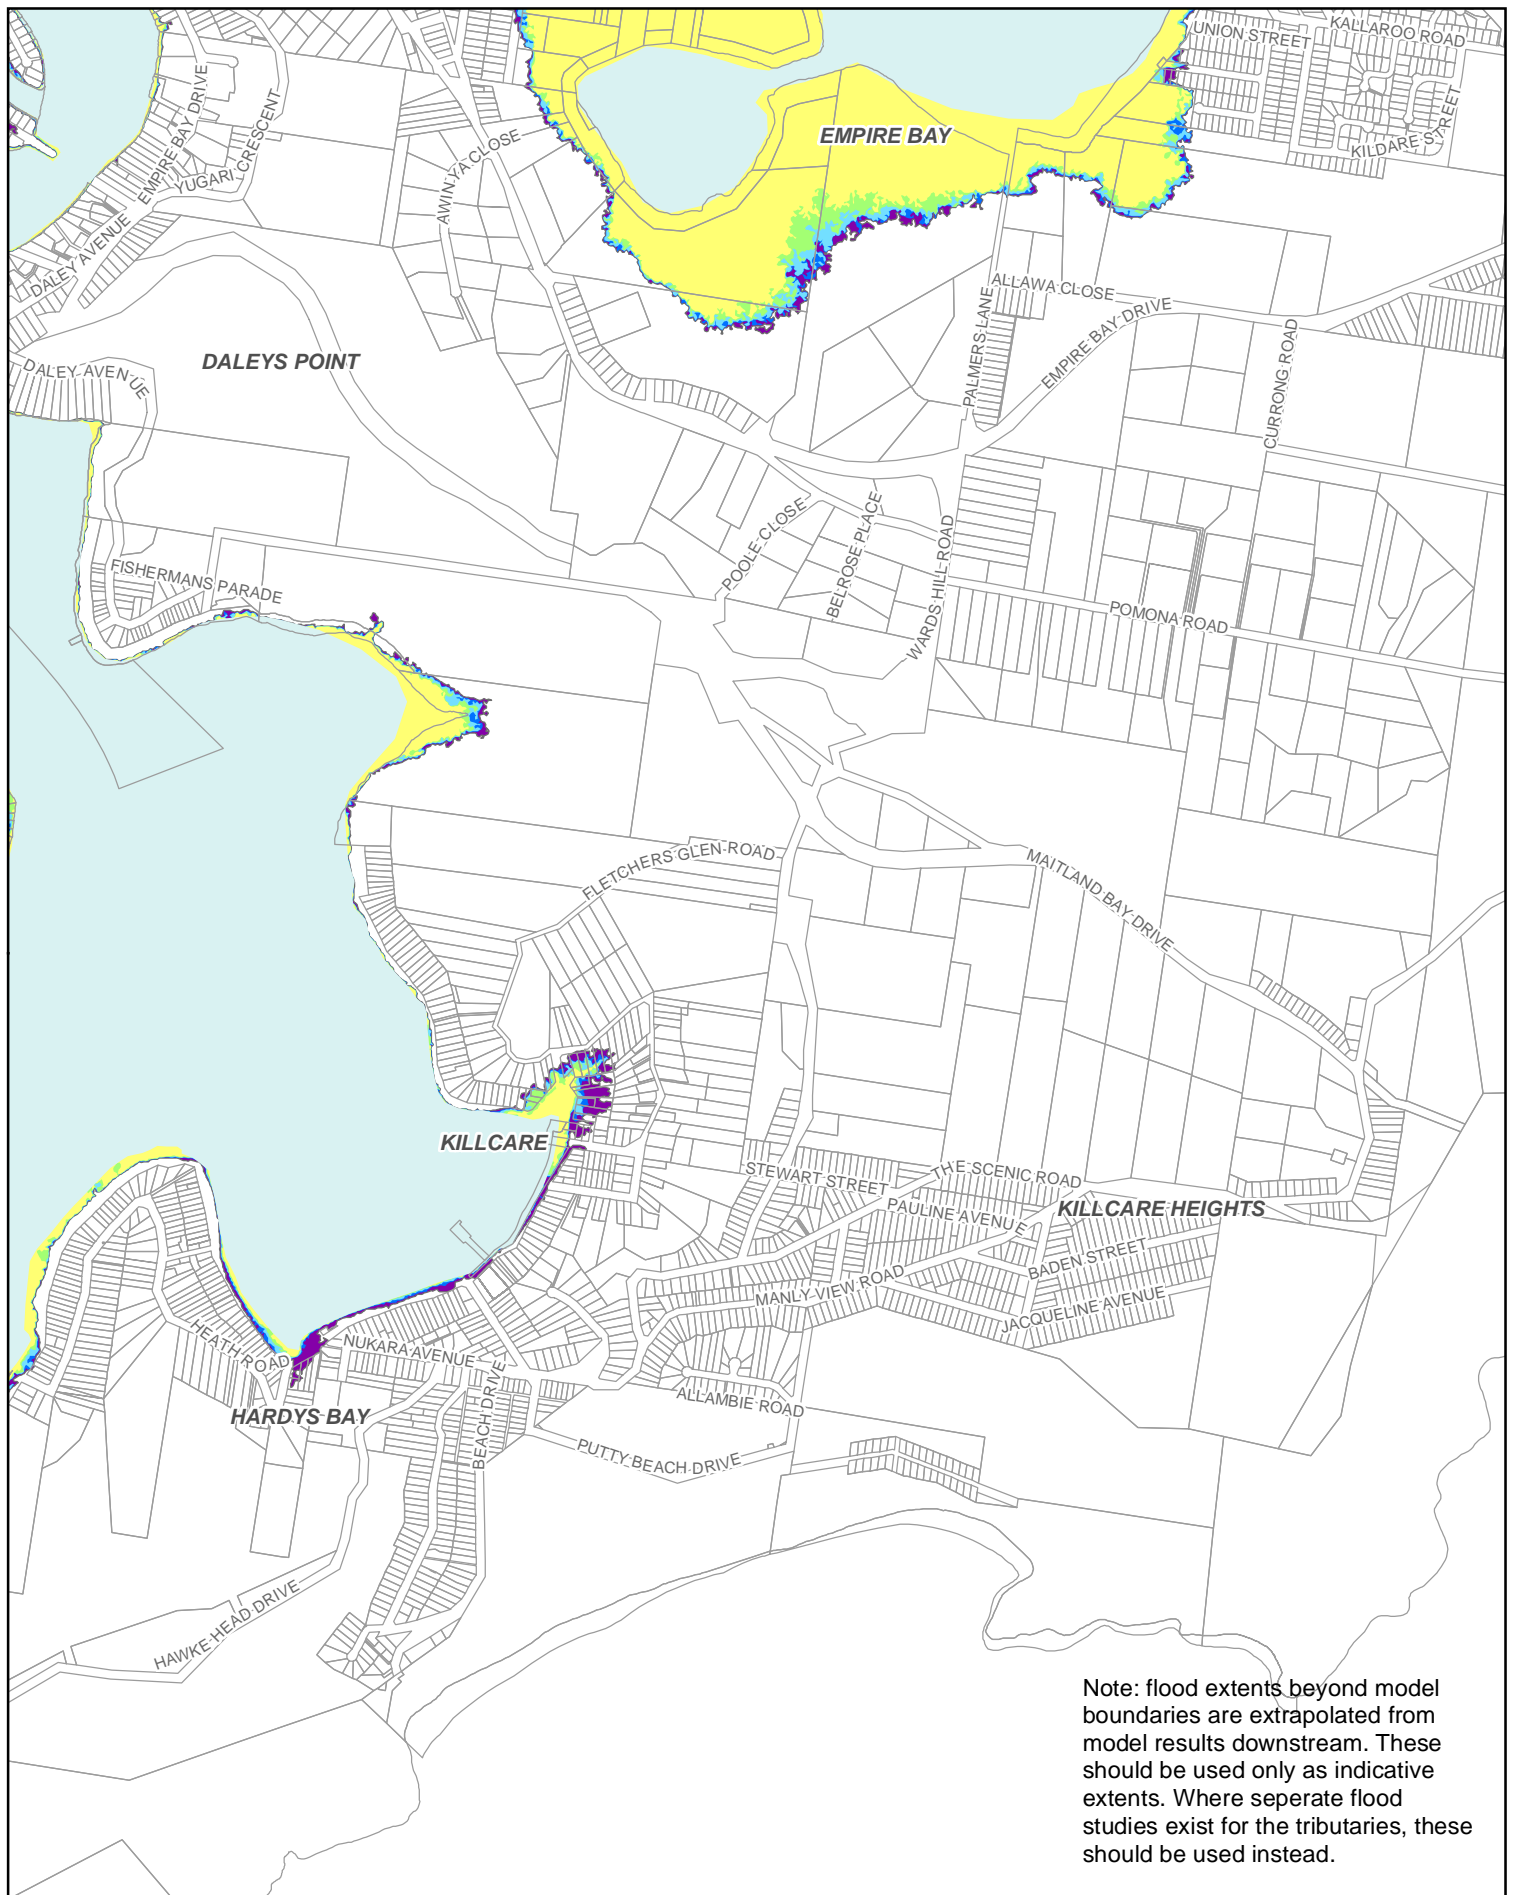 UNION STREET
KALLAROO ROAD
EMPIRE BAY DRIVE
YUGARI CRESCENT
AWIN YA CLOSE
EMPIRE BAY
KILDARE STREET
DALEY AVENUE
ALLAWA CLOSE
PALMERS LANE
EMPIRE BAY DRIVE
CURRONG ROAD
DALEYS POINT
DALEY AVENUE
POOLE CLOSE
BELROSE PLACE
WARDS HILL ROAD
FISHERMANS PARADE
POMONA ROAD
FLETCHERS GLEN ROAD
MAITLAND BAY DRIVE
KILLCARE
STEWART STREET
THE SCENIC ROAD
PAULINE AVENUE
KILLCARE HEIGHTS
BADEN STREET
MANLY VIEW ROAD
JACQUELINE AVENUE
HEATH ROAD
NUKARA AVENUE
BEACH DRIVE
ALLAMBIE ROAD
HARDYS BAY
PUTTY BEACH DRIVE
HAWKE HEAD DRIVE
Note: flood extents beyond model
boundaries are extrapolated from
model results downstream. These
should be used only as indicative
extents. Where seperate flood
studies exist for the tributaries, these
should be used instead.